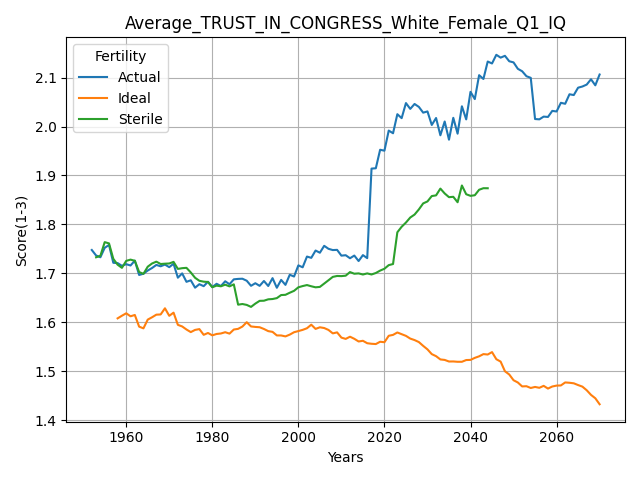 Average_TRUST_IN_CONGRESS_White_Female_Q1_IQ
Fertility
Actual
Ideal
Sterile
Score(1-3)
2.1
2.0
1.9
1.8
1.7
1.6
1.5
1.4
1960
1980
2000
2020
2040
2060
Years